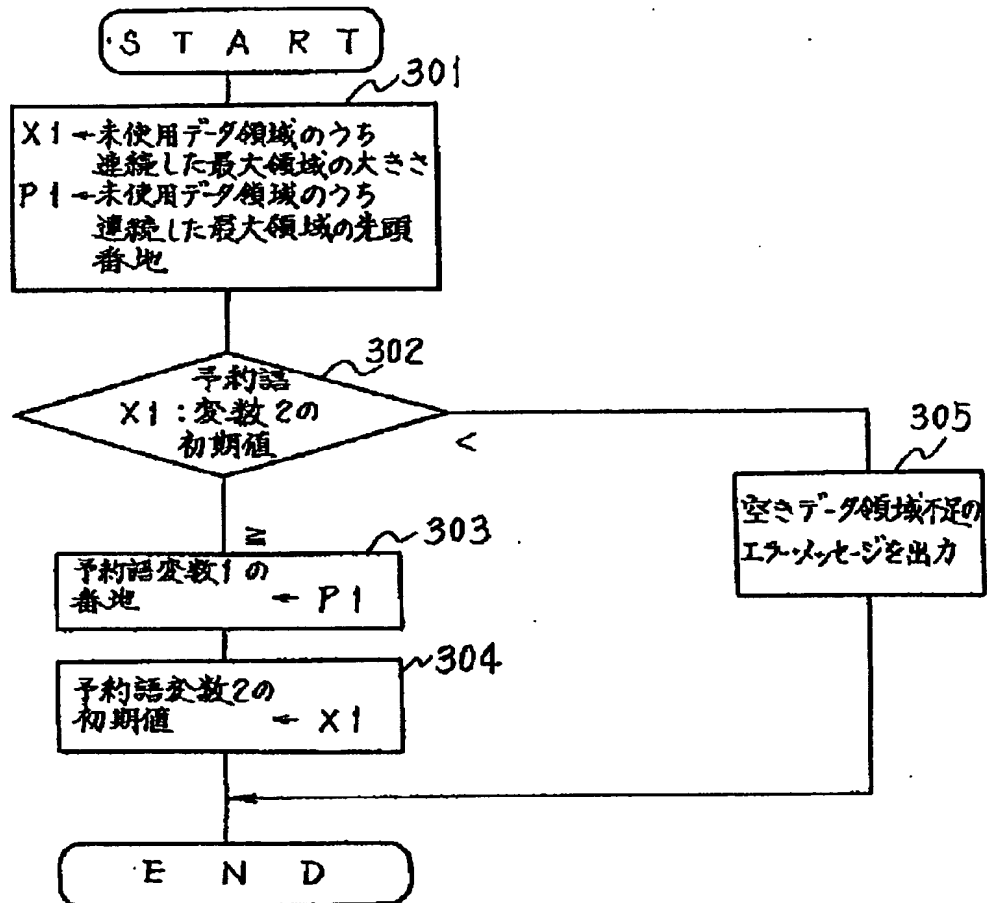 START
301
X1←未使用データ領域のうち
連続した最大領域の大きさ
P1←未使用データ領域のうち
連続した最大領域の先頭
番地
302
予約語
X1:変数2の
初期値
<
305
空きデータ領域不足の
エラーメッセージを出力
≧
303
予約語変数1の
番地 ← P1
304
予約語変数2の
初期値 ← X1
END